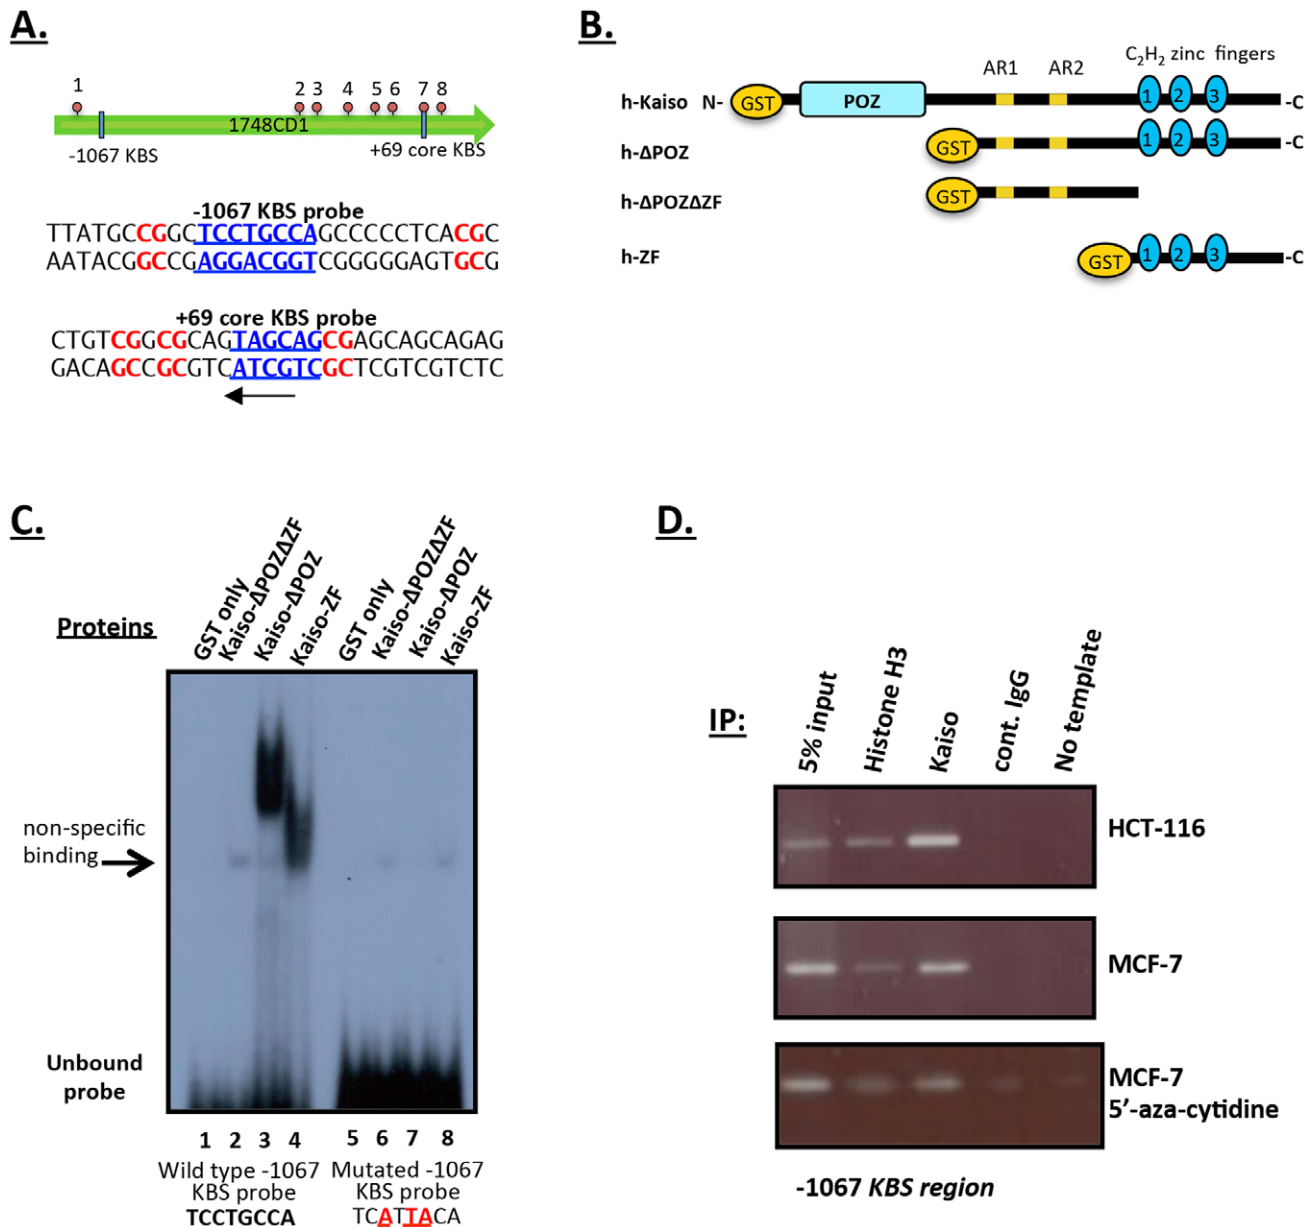 A.
1 2 3 4 5 6 7 8
1748CD1
-1067 KBS +69 core KBS
-1067 KBS probe
TTATGCCGGCTCCTGCCAGCCCCCTCACGC
AATACGGCCGAGGACGGTCGGGGGAGTGCG
+69 core KBS probe
CTGTCGGCGCAGTAGCAGCGAGCAGCAGAG
GACAGCCGCGTCATCGTCGCTCGTCGTCTC
B.
C2H2 zinc fingers
AR1 AR2
h-Kaiso N- GST POZ 1 2 3 -C
h-ΔPOZ GST 1 2 3 -C
h-ΔPOZΔZF GST
h-ZF GST 1 2 3 -C
C.
Proteins
GST only
Kaiso-ΔPOZΔZF
Kaiso-ΔPOZ
Kaiso-ZF
GST only
Kaiso-ΔPOZΔZF
Kaiso-ΔPOZ
Kaiso-ZF
non-specific
binding
Unbound
probe
1 2 3 4 5 6 7 8
Wild type -1067
KBS probe
TCCTGCCA
Mutated -1067
KBS probe
TCATTACA
D.
IP:
5% input
Histone H3
Kaiso
cont. IgG
No template
HCT-116
MCF-7
MCF-7
5’-aza-cytidine
-1067 KBS region